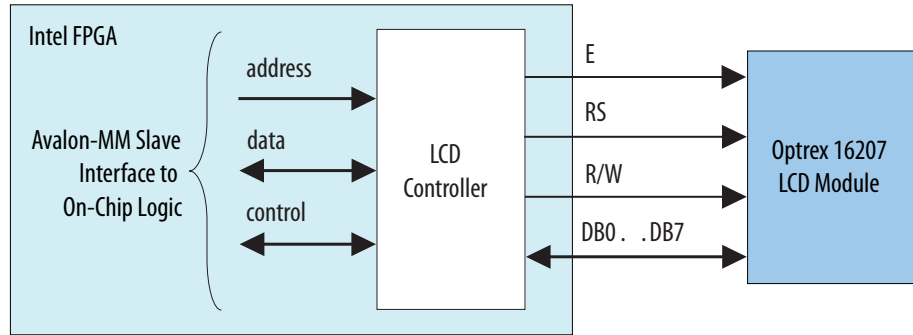 Intel FPGA
address
Avalon-MM Slave
Interface to
On-Chip Logic
data
control
LCD
Controller
E
RS
R/W
DB0 . . DB7
Optrex 16207
LCD Module